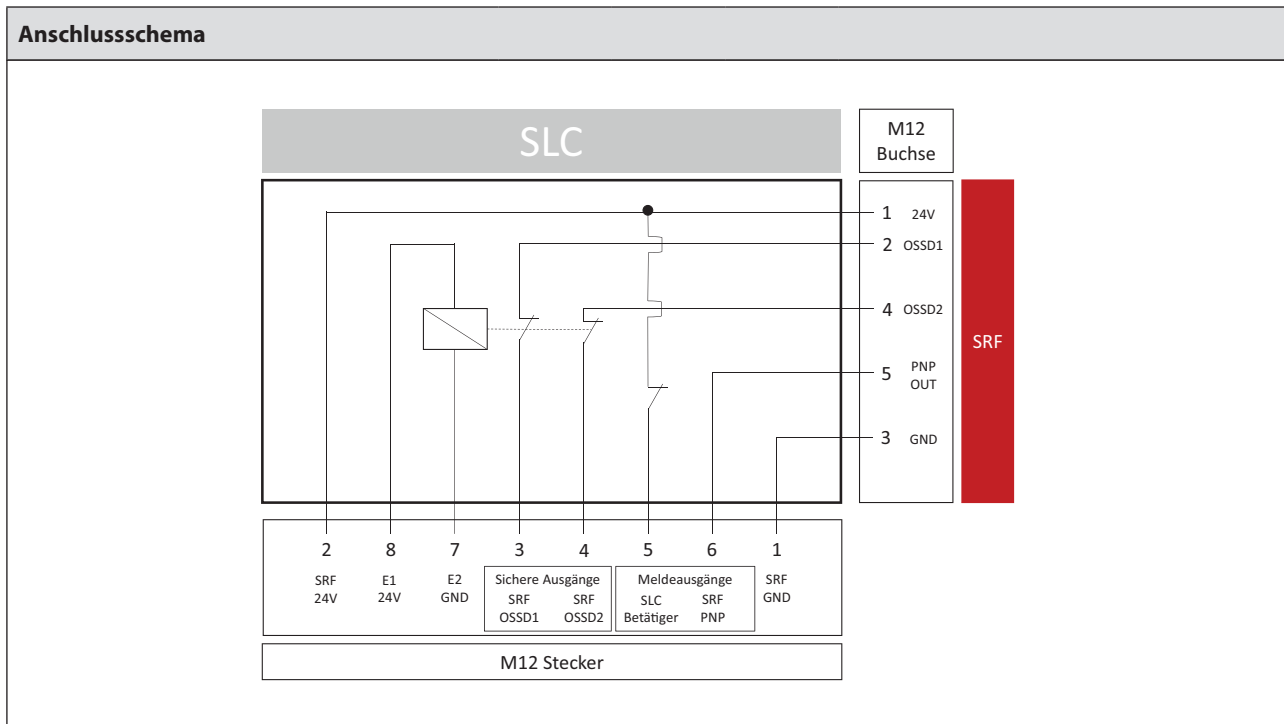 Anschlussschema
SLC
M12
Buchse
1 24V
2 OSSD1
4 OSSD2
5 PNP
OUT
3 GND
SRF
2 8 7 3 4 5 6 1
SRF
24V
E1
24V
E2
GND
Sichere Ausgänge
SRF
OSSD1
SRF
OSSD2
Meldeausgänge
SLC
Betätiger
SRF
PNP
SRF
GND
M12 Stecker